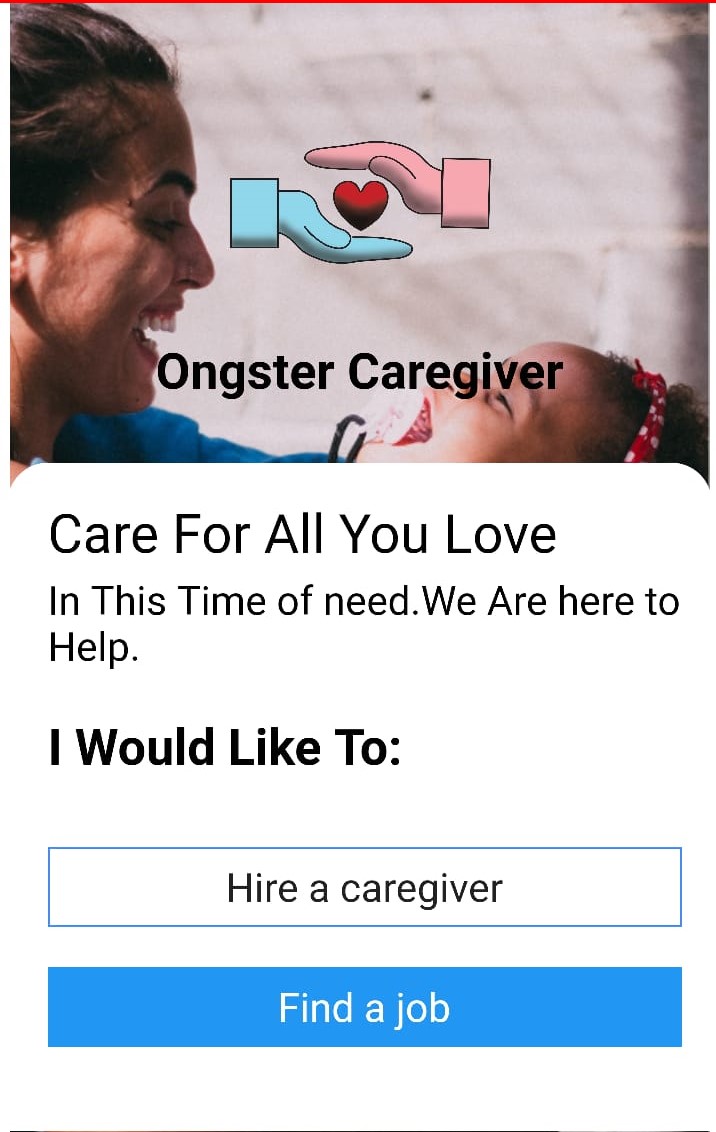 Ongster Caregiver
Care For All You Love
In This Time of need.We Are here to
Help.
I Would Like To:
Hire a caregiver
Find a job